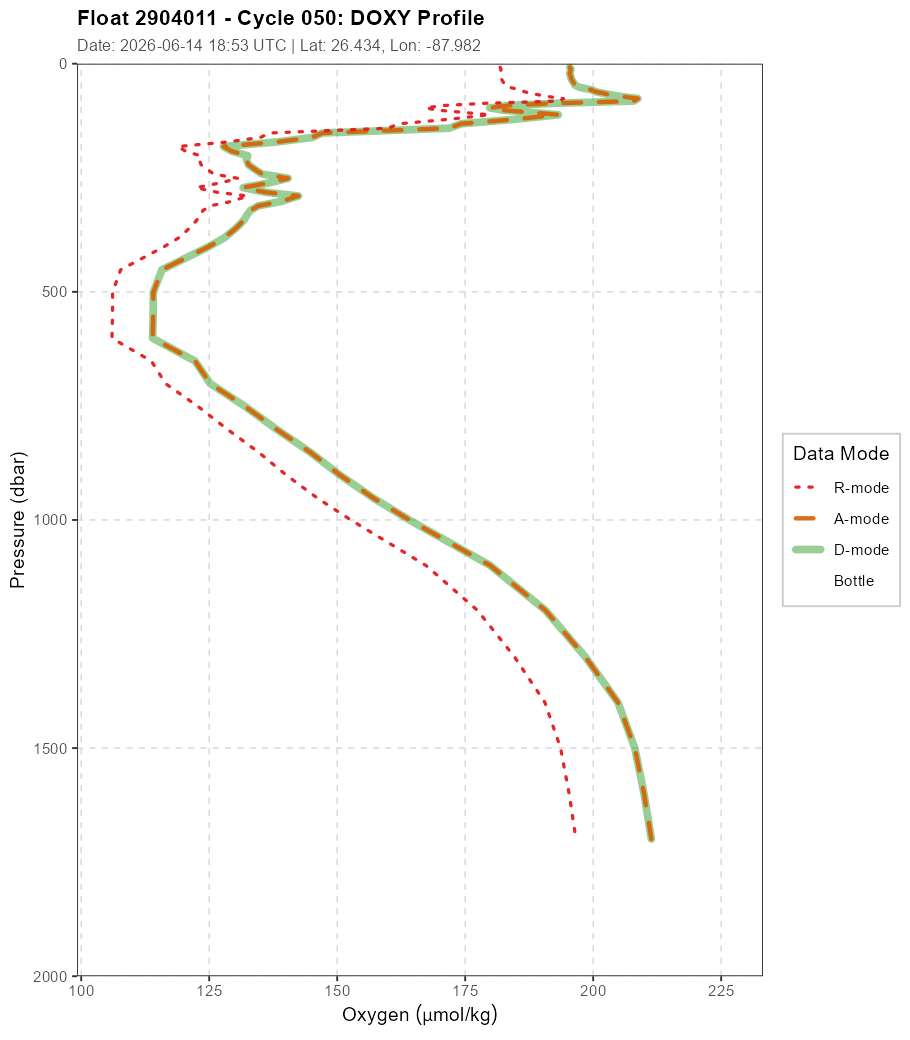 Float 2904011 - Cycle 050: DOXY Profile
Date: 2026-06-14 18:53 UTC | Lat: 26.434, Lon: -87.982
0
500
1000
1500
2000
Pressure (dbar)
100 125 150 175 200 225
Oxygen (μmol/kg)
Data Mode
R-mode
A-mode
D-mode
Bottle